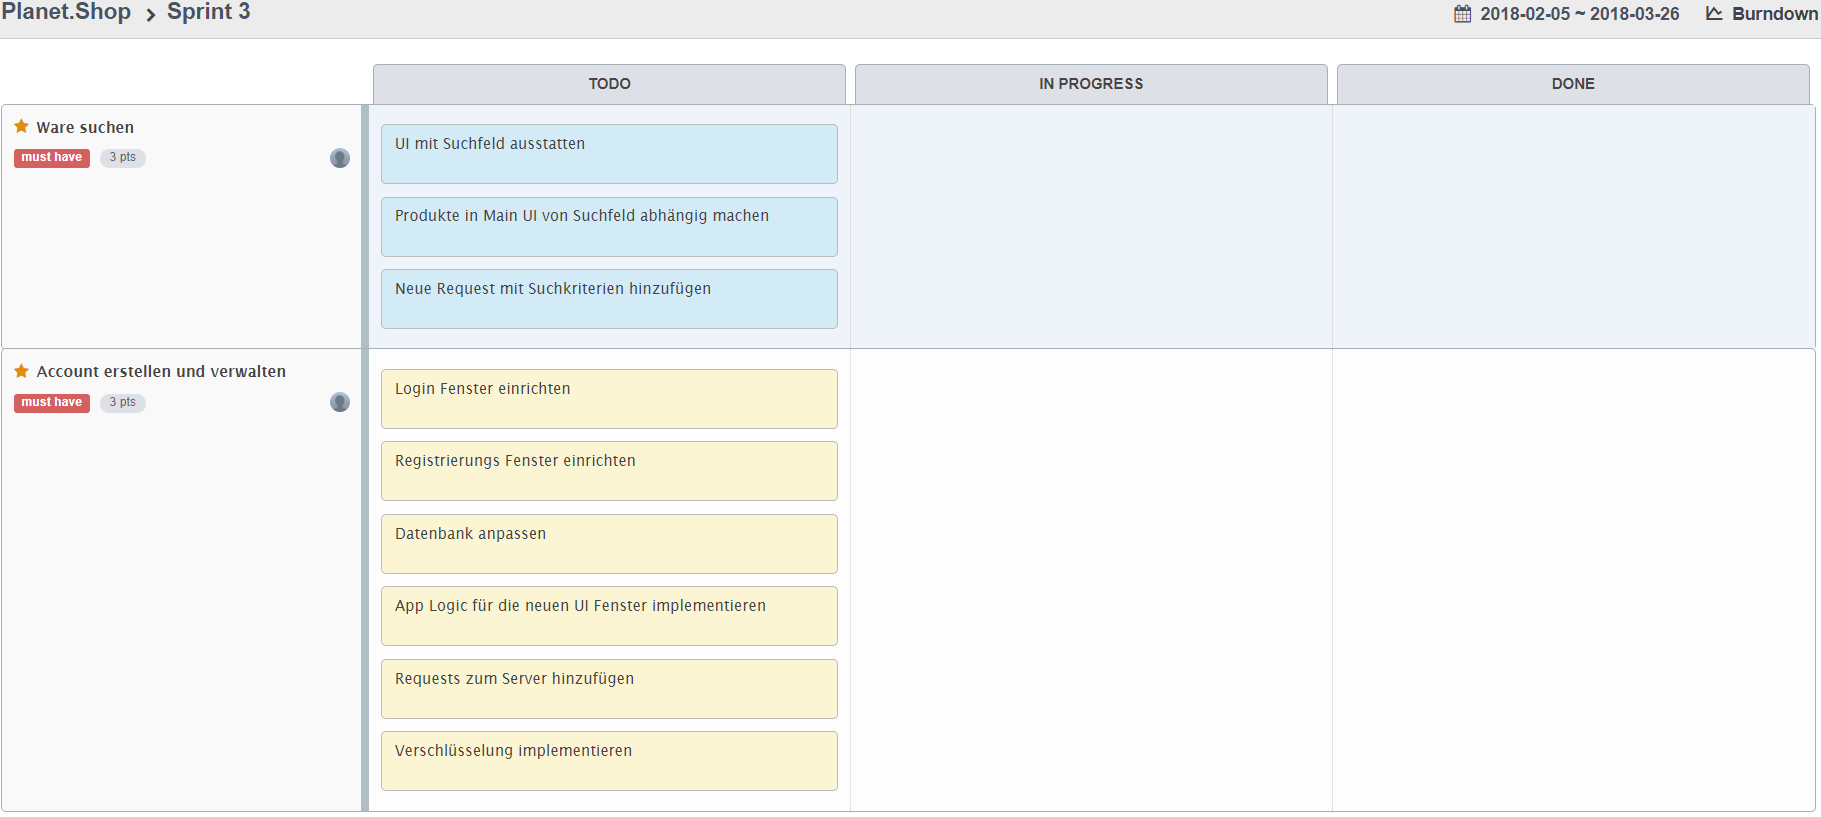 Planet.Shop > Sprint 3
2018-02-05 ~ 2018-03-26 Burndown
TODO IN PROGRESS DONE
Ware suchen
must have 3 pts
UI mit Suchfeld ausstatten
Produkte in Main UI von Suchfeld abhängig machen
Neue Request mit Suchkriterien hinzufügen
Account erstellen und verwalten
must have 3 pts
Login Fenster einrichten
Registrierungs Fenster einrichten
Datenbank anpassen
App Logic für die neuen UI Fenster implementieren
Requests zum Server hinzufügen
Verschlüsselung implementieren